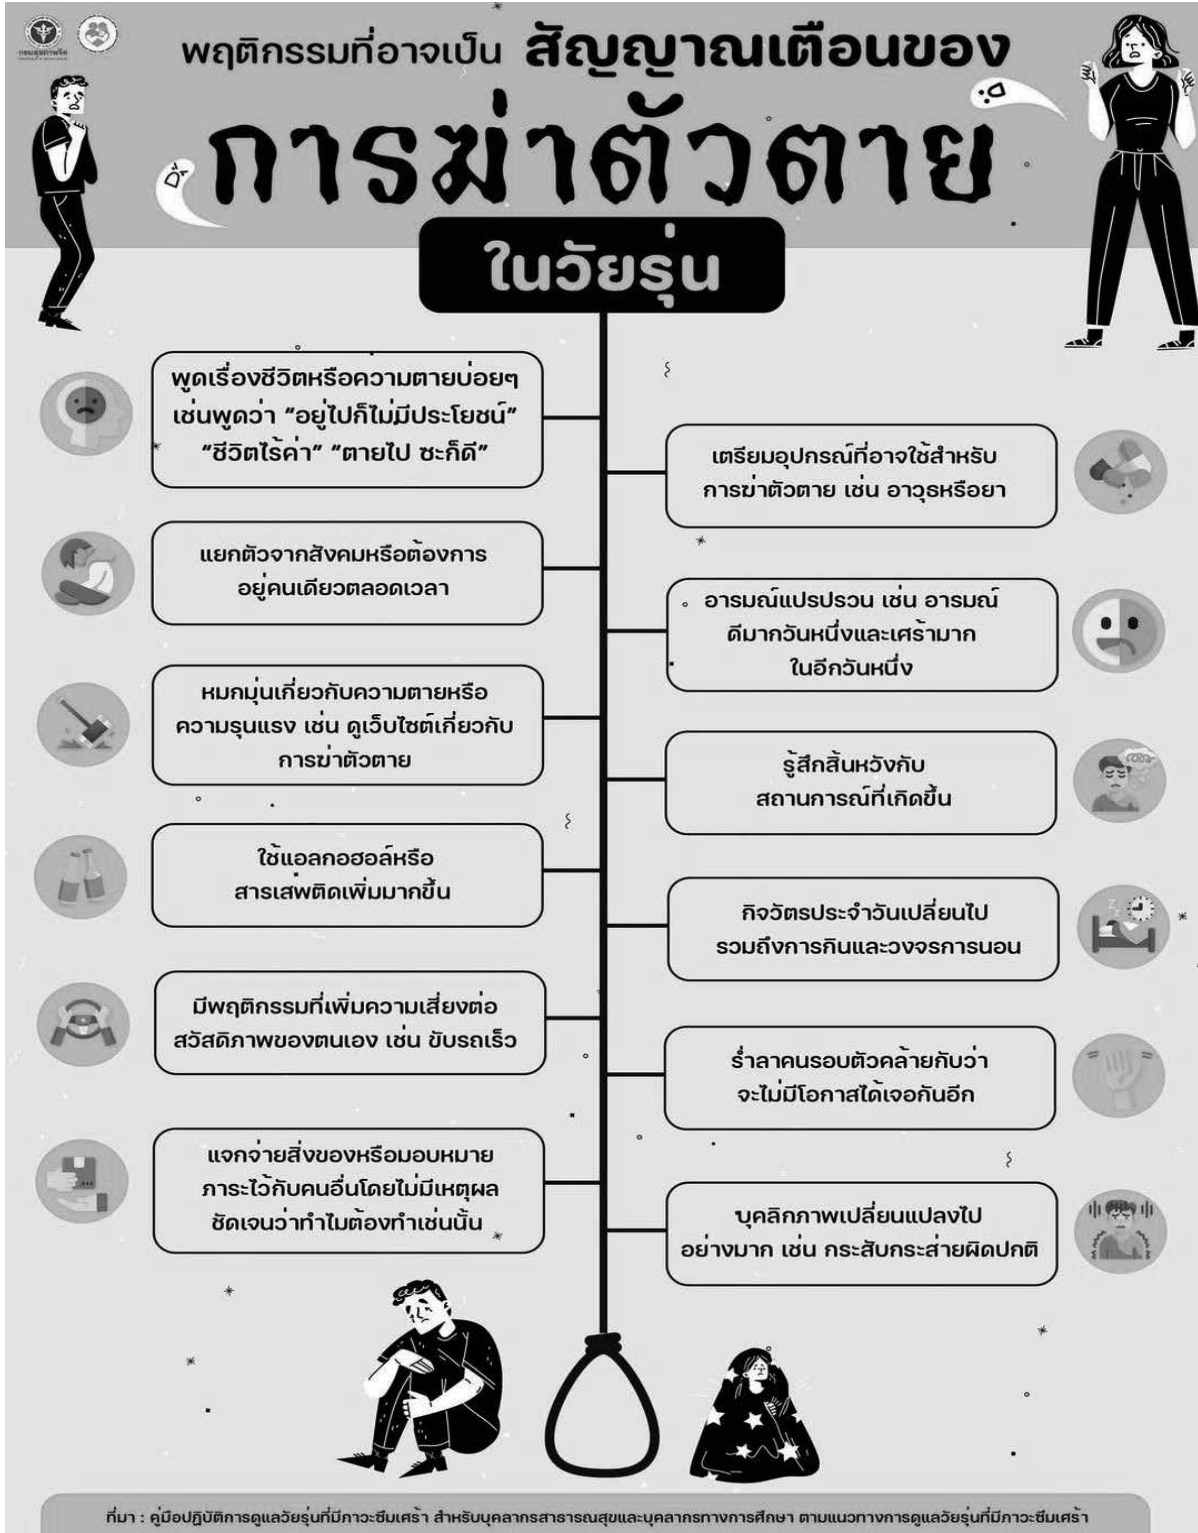 กรมสุขภาพจิต
พฤติกรรมที่อาจเป็น สัญญาณเตือนของ
การฆ่าตัวตาย
ในวัยรุ่น
พูดเรื่องชีวิตหรือความตายบ่อยๆ
เช่นพูดว่า “อยู่ไปก็ไม่มีประโยชน์”
“ชีวิตไร้ค่า” “ตายไป ซะก็ดี”
เตรียมอุปกรณ์ที่อาจใช้สำหรับ
การฆ่าตัวตาย เช่น อาวุธหรือยา
แยกตัวจากสังคมหรือต้องการ
อยู่คนเดียวตลอดเวลา
อารมณ์แปรปรวน เช่น อารมณ์
ดีมากวันหนึ่งและเศร้ามาก
ในอีกวันหนึ่ง
หมกมุ่นเกี่ยวกับความตายหรือ
ความรุนแรง เช่น ดูเว็บไซต์เกี่ยวกับ
การฆ่าตัวตาย
รู้สึกสิ้นหวังกับ
สถานการณ์ที่เกิดขึ้น
ใช้แอลกอฮอล์หรือ
สารเสพติดเพิ่มมากขึ้น
กิจวัตรประจำวันเปลี่ยนไป
รวมถึงการกินและวงจรการนอน
มีพฤติกรรมที่เพิ่มความเสี่ยงต่อ
สวัสดิภาพของตนเอง เช่น ขับรถเร็ว
ร่ำลาคนรอบตัวคล้ายกับว่า
จะไม่มีโอกาสได้เจอกันอีก
แจกจ่ายสิ่งของหรือมอบหมาย
ภาระไว้กับคนอื่นโดยไม่มีเหตุผล
ชัดเจนว่าทำไมต้องทำเช่นนั้น
บุคลิกภาพเปลี่ยนแปลงไป
อย่างมาก เช่น กระสับกระส่ายผิดปกติ
ที่มา : คู่มือปฏิบัติการดูแลวัยรุ่นที่มีภาวะซึมเศร้า สำหรับบุคลากรสาธารณสุขและบุคลากรทางการศึกษา ตามแนวทางการดูแลวัยรุ่นที่มีภาวะซึมเศร้า